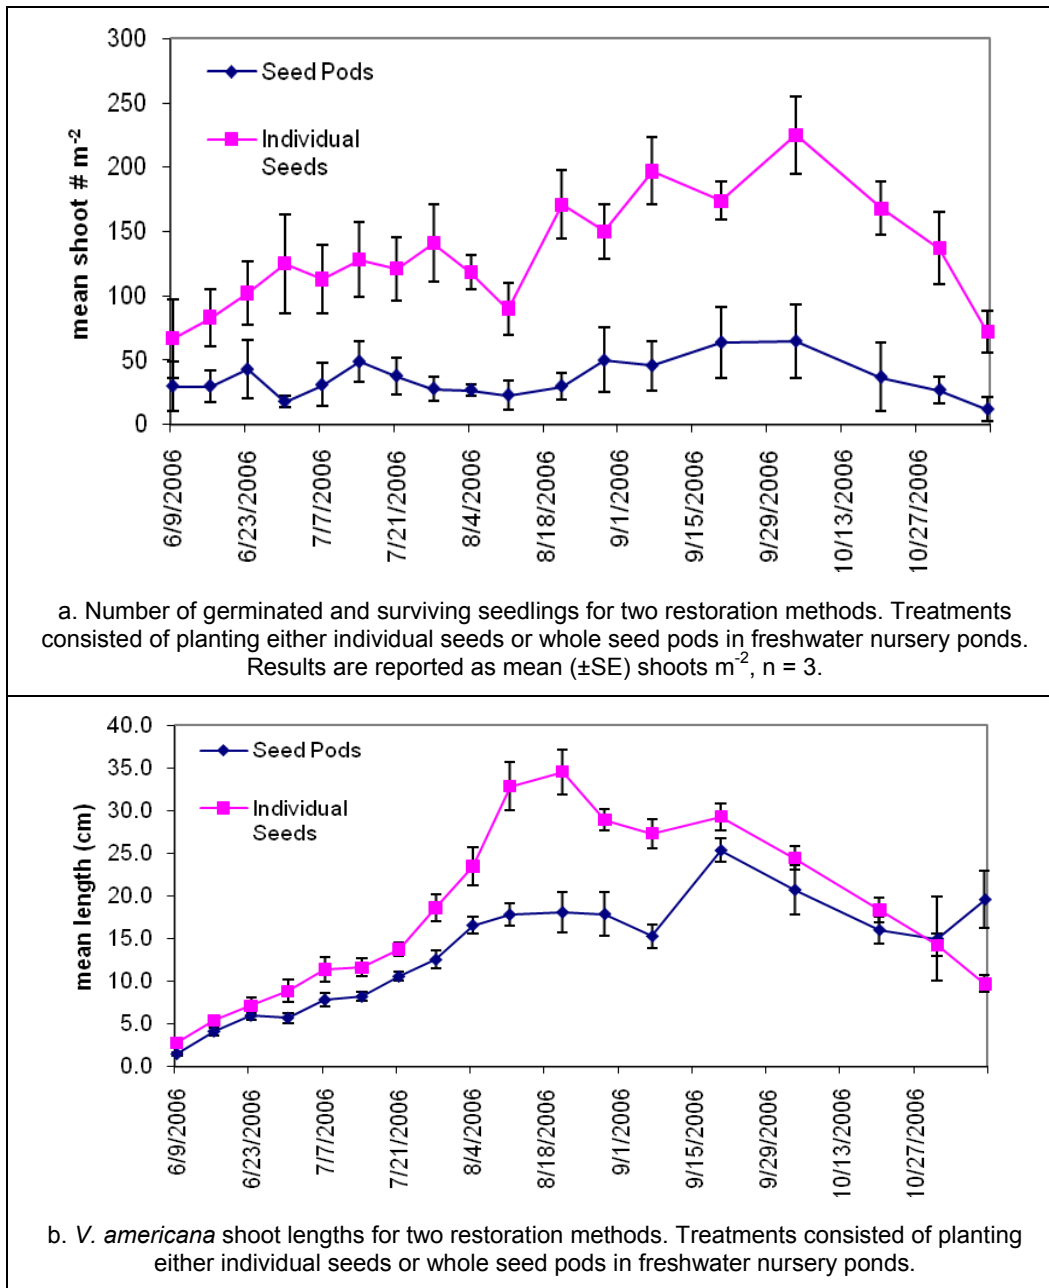 300
250
200
150
100
50
0
mean shoot # m-2
Seed Pods
Individual
Seeds
6/9/2006
6/23/2006
7/7/2006
7/21/2006
8/4/2006
8/18/2006
9/1/2006
9/15/2006
9/29/2006
10/13/2006
10/27/2006
a. Number of germinated and surviving seedlings for two restoration methods. Treatments
consisted of planting either individual seeds or whole seed pods in freshwater nursery ponds.
Results are reported as mean (±SE) shoots m-2, n = 3.
40.0
35.0
30.0
25.0
20.0
15.0
10.0
5.0
0.0
mean length (cm)
Seed Pods
Individual
Seeds
6/9/2006
6/23/2006
7/7/2006
7/21/2006
8/4/2006
8/18/2006
9/1/2006
9/15/2006
9/29/2006
10/13/2006
10/27/2006
b. V. americana shoot lengths for two restoration methods. Treatments consisted of planting
either individual seeds or whole seed pods in freshwater nursery ponds.